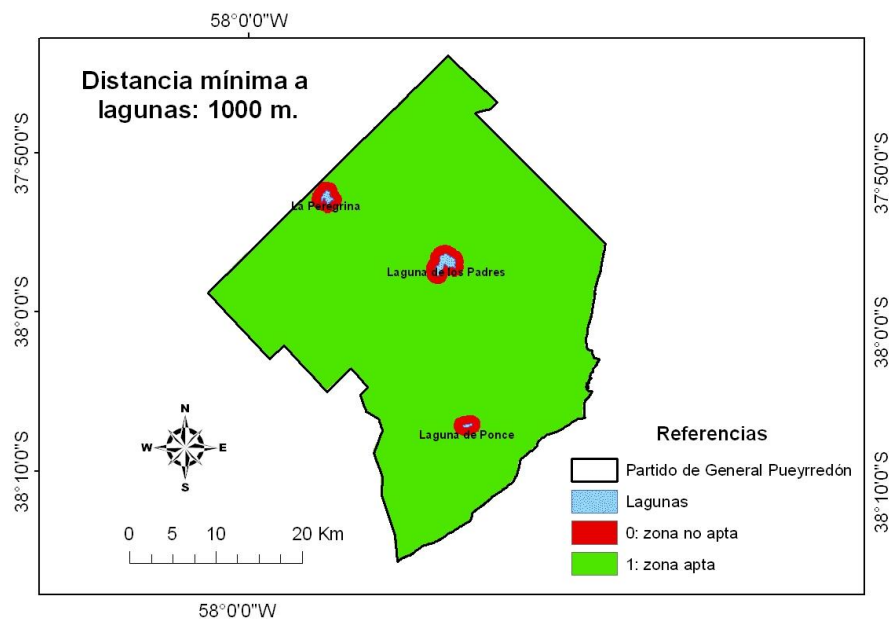 58°0'0"W
Distancia mínima a
lagunas: 1000 m.
37°50'0"S
37°50'0"S
La Peregrina
Laguna de los Padres
38°0'0"S
38°0'0"S
N
W E
S
Laguna de Ponce
Referencias
Partido de General Pueyrredón
Lagunas
0: zona no apta
1: zona apta
38°10'0"S
38°10'0"S
0 5 10 20 Km
58°0'0"W